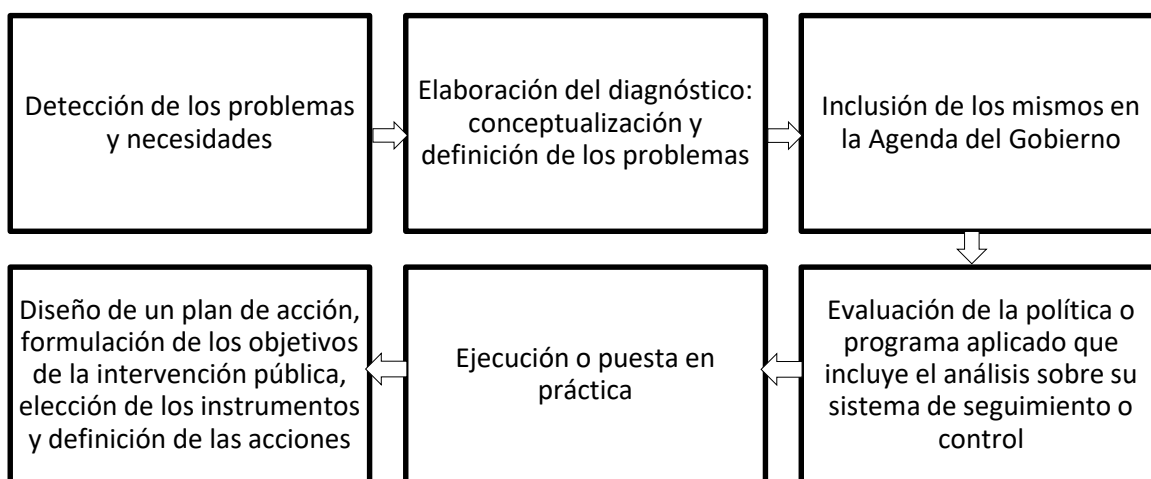 Detección de los problemas
y necesidades
Elaboración del diagnóstico:
conceptualización y
definición de los problemas
Inclusión de los mismos en
la Agenda del Gobierno
Evaluación de la política o
programa aplicado que
incluye el análisis sobre su
sistema de seguimiento o
control
Ejecución o puesta en
práctica
Diseño de un plan de acción,
formulación de los objetivos
de la intervención pública,
elección de los instrumentos
y definición de las acciones